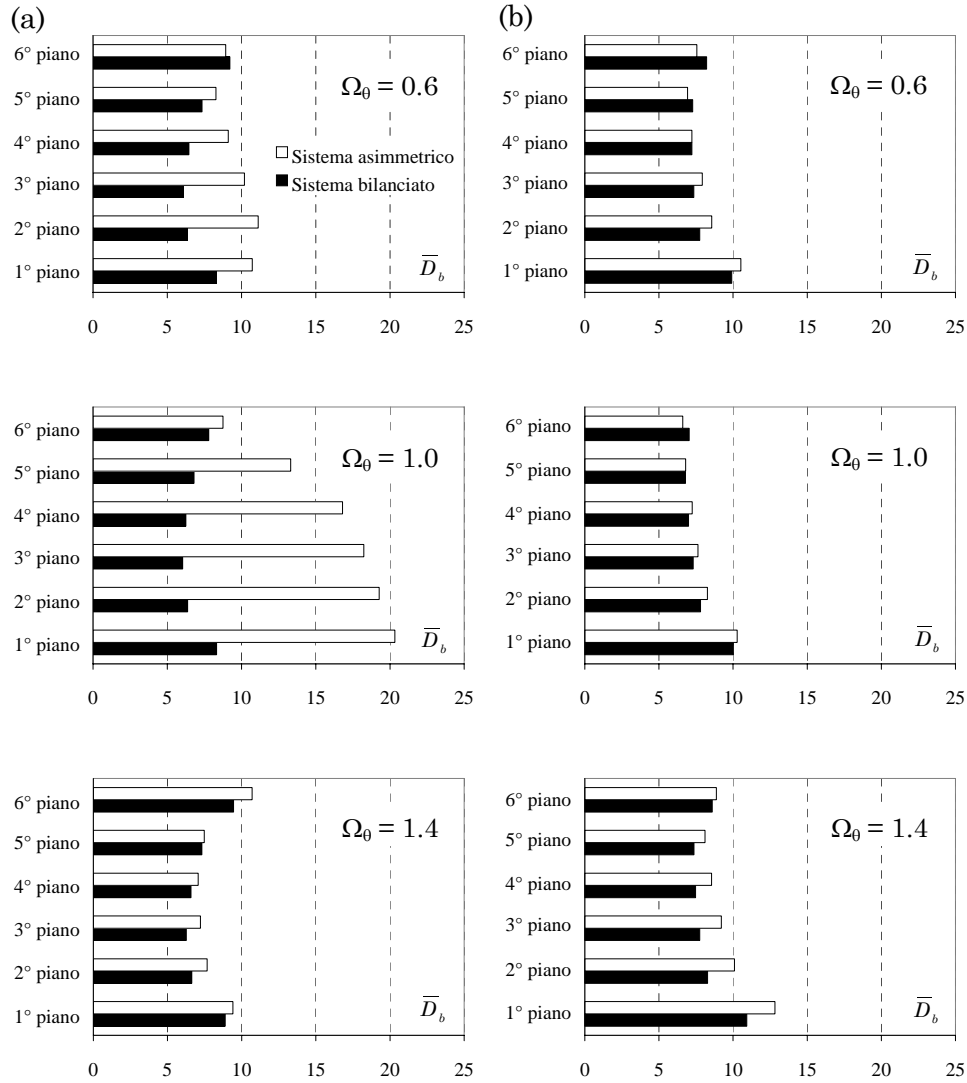 (a)
6° piano
5° piano
4° piano
3° piano
2° piano
1° piano
Ω_θ = 0.6
Sistema asimmetrico
Sistema bilanciato
D̅_b
0 5 10 15 20 25
(b)
6° piano
5° piano
4° piano
3° piano
2° piano
1° piano
Ω_θ = 0.6
D̅_b
0 5 10 15 20 25
6° piano
5° piano
4° piano
3° piano
2° piano
1° piano
Ω_θ = 1.0
D̅_b
0 5 10 15 20 25
6° piano
5° piano
4° piano
3° piano
2° piano
1° piano
Ω_θ = 1.0
D̅_b
0 5 10 15 20 25
6° piano
5° piano
4° piano
3° piano
2° piano
1° piano
Ω_θ = 1.4
D̅_b
0 5 10 15 20 25
6° piano
5° piano
4° piano
3° piano
2° piano
1° piano
Ω_θ = 1.4
D̅_b
0 5 10 15 20 25